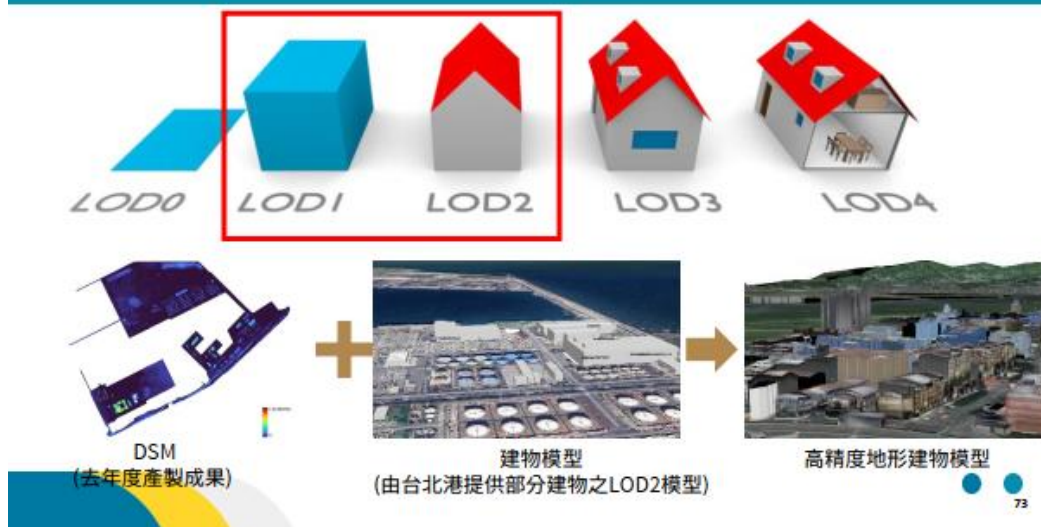 LOD0
LOD1
LOD2
LOD3
LOD4
DSM
(去年度產製成果)
建物模型
(由台北港提供部分建物之LOD2模型)
高精度地形建物模型
73